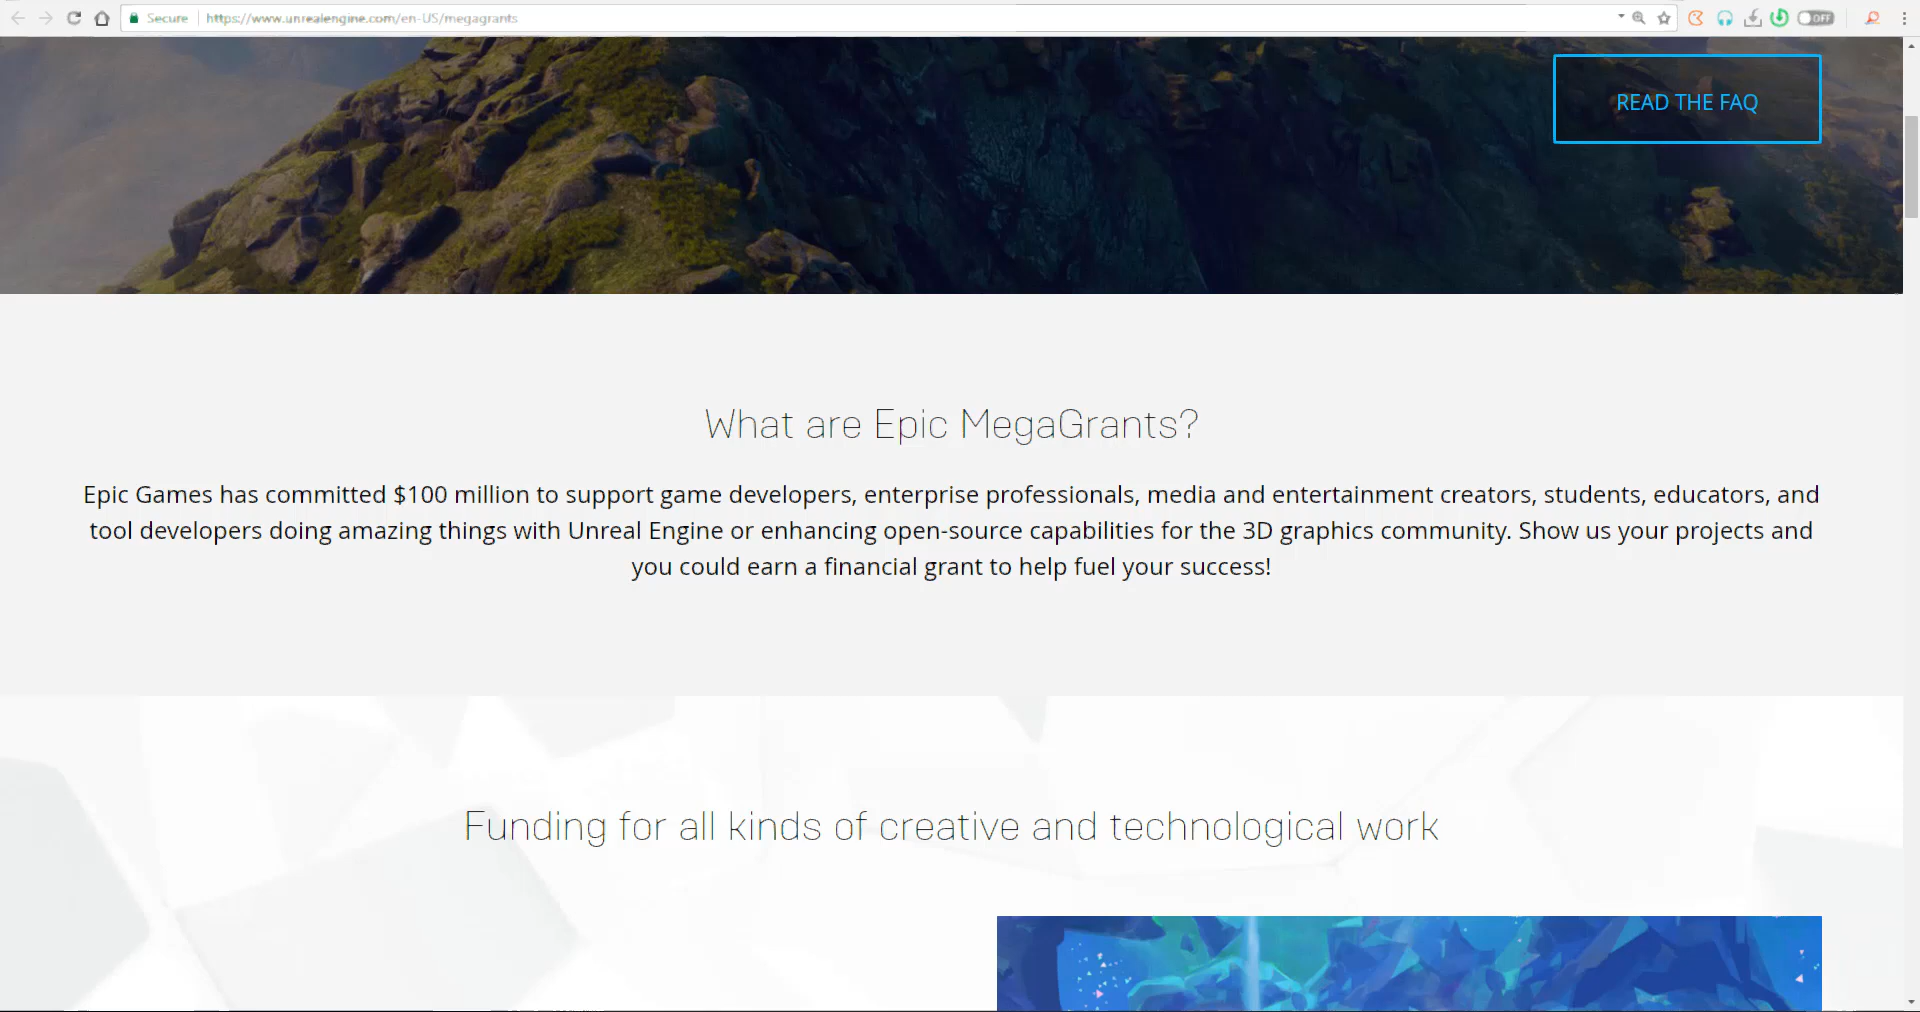 Secure https://www.unrealengine.com/en-US/megagrants
OFF
READ THE FAQ
What are Epic MegaGrants?
Epic Games has committed $100 million to support game developers, enterprise professionals, media and entertainment creators, students, educators, and
tool developers doing amazing things with Unreal Engine or enhancing open-source capabilities for the 3D graphics community. Show us your projects and
you could earn a financial grant to help fuel your success!
Funding for all kinds of creative and technological work